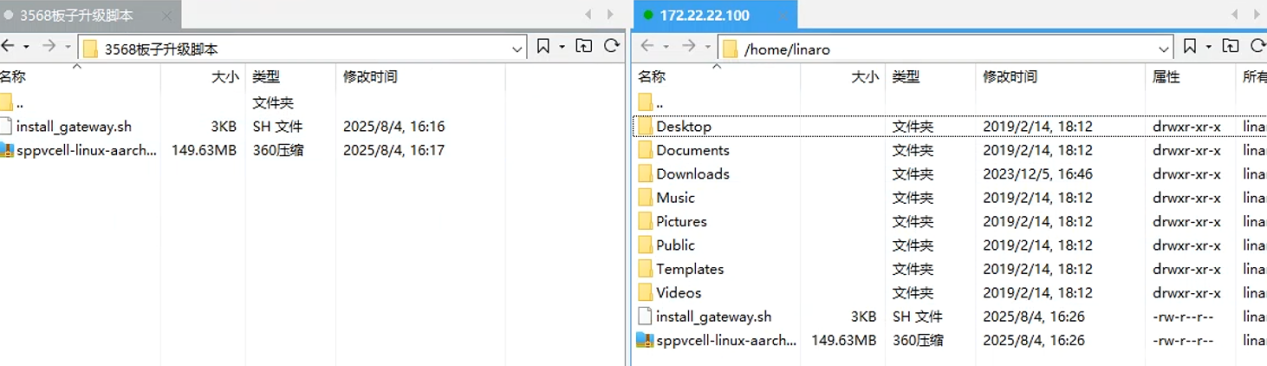 3568板子升级脚本
3568板子升级脚本
名称 大小 类型 修改时间
.. 文件夹
install_gateway.sh 3KB SH 文件 2025/8/4, 16:16
sppvcell-linux-aarch... 149.63MB 360压缩 2025/8/4, 16:17
172.22.22.100
/home/linaro
名称 大小 类型 修改时间 属性 所有
..
Desktop 文件夹 2019/2/14, 18:12 drwxr-xr-x linar
Documents 文件夹 2019/2/14, 18:12 drwxr-xr-x linar
Downloads 文件夹 2023/12/5, 16:46 drwxr-xr-x linar
Music 文件夹 2019/2/14, 18:12 drwxr-xr-x linar
Pictures 文件夹 2019/2/14, 18:12 drwxr-xr-x linar
Public 文件夹 2019/2/14, 18:12 drwxr-xr-x linar
Templates 文件夹 2019/2/14, 18:12 drwxr-xr-x linar
Videos 文件夹 2019/2/14, 18:12 drwxr-xr-x linar
install_gateway.sh 3KB SH 文件 2025/8/4, 16:26 -rw-r--r-- linar
sppvcell-linux-aarch... 149.63MB 360压缩 2025/8/4, 16:26 -rw-r--r-- linar